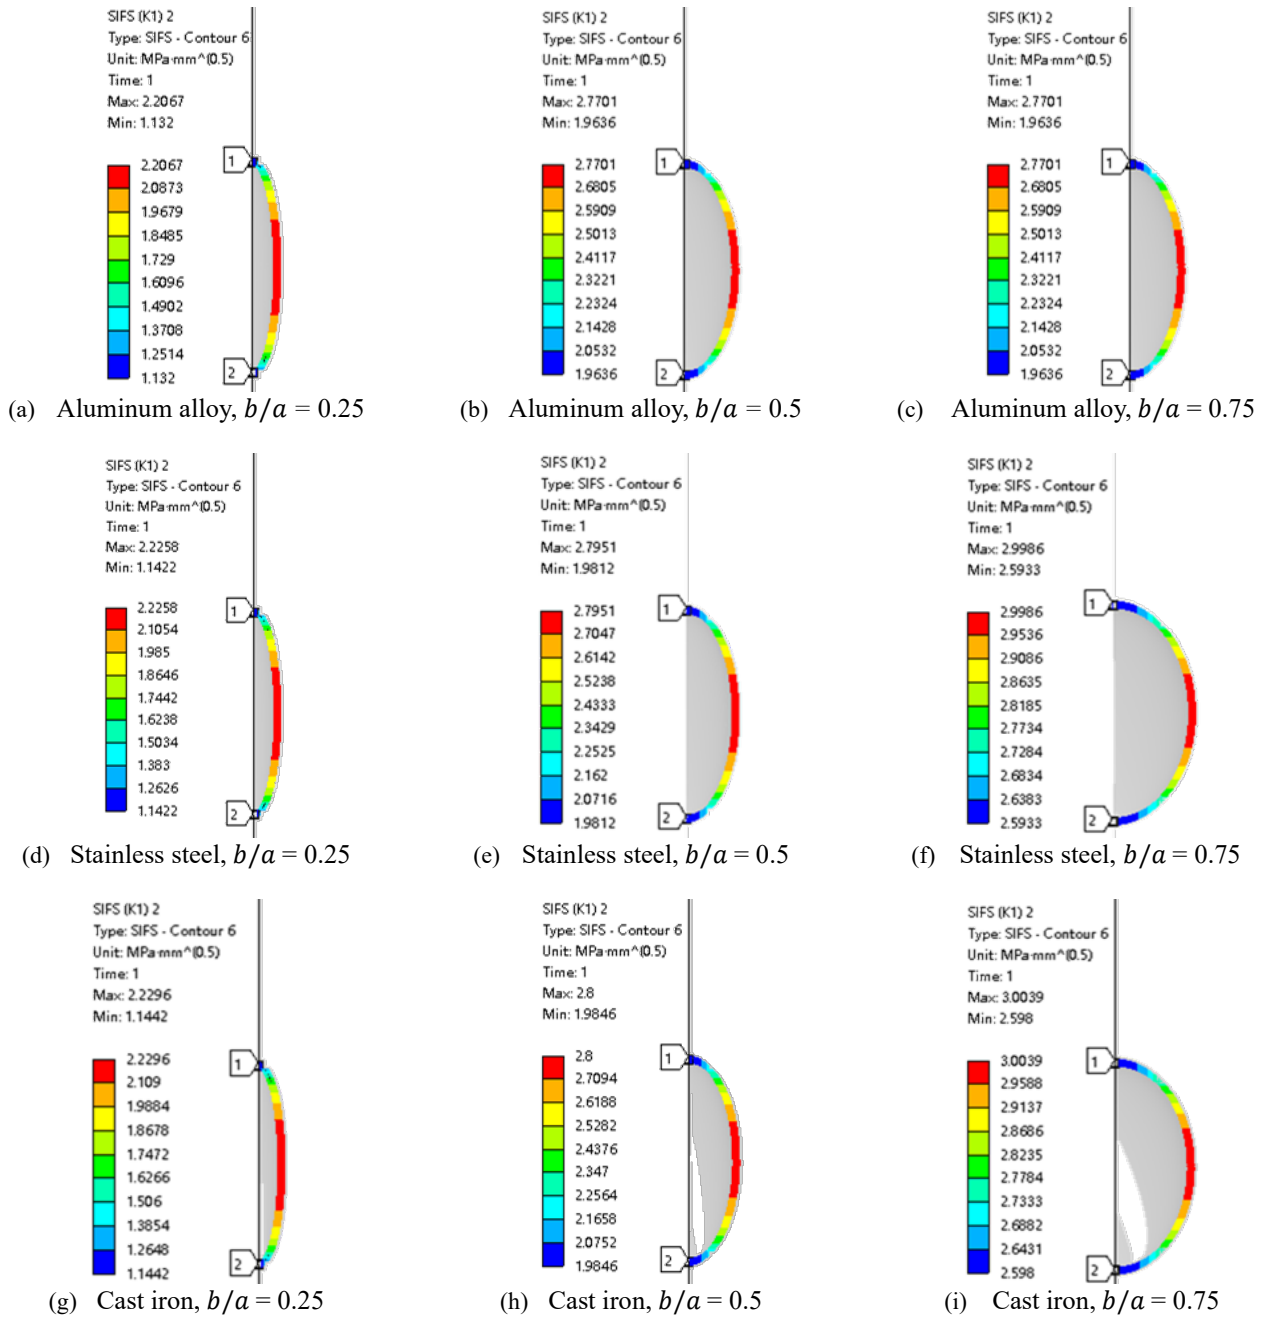 SIFS (K1) 2
Type: SIFS - Contour 6
Unit: MPa·mm^(0.5)
Time: 1
Max: 2.2067
Min: 1.132
1
2.2067
2.0873
1.9679
1.8485
1.729
1.6096
1.4902
1.3708
1.2514
1.132
2
(a) Aluminum alloy, b/a = 0.25
SIFS (K1) 2
Type: SIFS - Contour 6
Unit: MPa·mm^(0.5)
Time: 1
Max: 2.7701
Min: 1.9636
1
2.7701
2.6805
2.5909
2.5013
2.4117
2.3221
2.2324
2.1428
2.0532
1.9636
2
(b) Aluminum alloy, b/a = 0.5
SIFS (K1) 2
Type: SIFS - Contour 6
Unit: MPa·mm^(0.5)
Time: 1
Max: 2.7701
Min: 1.9636
1
2.7701
2.6805
2.5909
2.5013
2.4117
2.3221
2.2324
2.1428
2.0532
1.9636
2
(c) Aluminum alloy, b/a = 0.75
SIFS (K1) 2
Type: SIFS - Contour 6
Unit: MPa·mm^(0.5)
Time: 1
Max: 2.2258
Min: 1.1422
1
2.2258
2.1054
1.985
1.8646
1.7442
1.6238
1.5034
1.383
1.2626
1.1422
2
(d) Stainless steel, b/a = 0.25
SIFS (K1) 2
Type: SIFS - Contour 6
Unit: MPa·mm^(0.5)
Time: 1
Max: 2.7951
Min: 1.9812
1
2.7951
2.7047
2.6142
2.5238
2.4333
2.3429
2.2525
2.162
2.0716
1.9812
2
(e) Stainless steel, b/a = 0.5
SIFS (K1) 2
Type: SIFS - Contour 6
Unit: MPa·mm^(0.5)
Time: 1
Max: 2.9986
Min: 2.5933
1
2.9986
2.9536
2.9086
2.8635
2.8185
2.7734
2.7284
2.6834
2.6383
2.5933
2
(f) Stainless steel, b/a = 0.75
SIFS (K1) 2
Type: SIFS - Contour 6
Unit: MPa·mm^(0.5)
Time: 1
Max: 2.2296
Min: 1.1442
1
2.2296
2.109
1.9884
1.8678
1.7472
1.6266
1.506
1.3854
1.2648
1.1442
2
(g) Cast iron, b/a = 0.25
SIFS (K1) 2
Type: SIFS - Contour 6
Unit: MPa·mm^(0.5)
Time: 1
Max: 2.8
Min: 1.9846
1
2.8
2.7094
2.6188
2.5282
2.4376
2.347
2.2564
2.1658
2.0752
1.9846
2
(h) Cast iron, b/a = 0.5
SIFS (K1) 2
Type: SIFS - Contour 6
Unit: MPa·mm^(0.5)
Time: 1
Max: 3.0039
Min: 2.598
1
3.0039
2.9588
2.9137
2.8686
2.8235
2.7784
2.7333
2.6882
2.6431
2.598
2
(i) Cast iron, b/a = 0.75